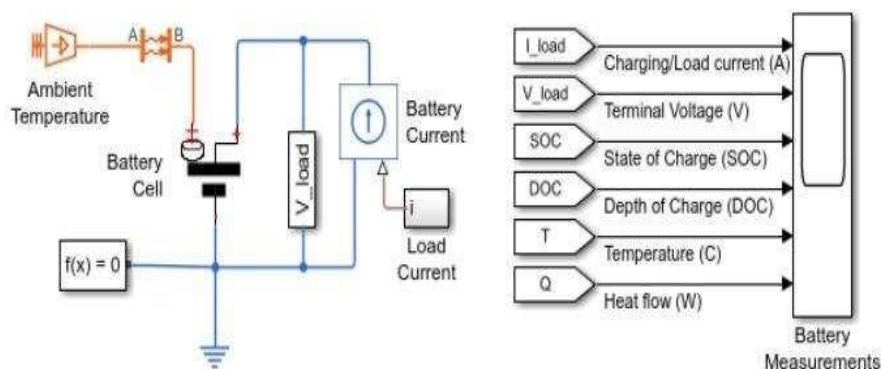 A
B
Ambient
Temperature
Battery
Cell
V_load
Battery
Current
i
Load
Current
f(x) = 0
I_load
Charging/Load current (A)
V_load
Terminal Voltage (V)
SOC
State of Charge (SOC)
DOC
Depth of Charge (DOC)
T
Temperature (C)
Q
Heat flow (W)
Battery
Measurements